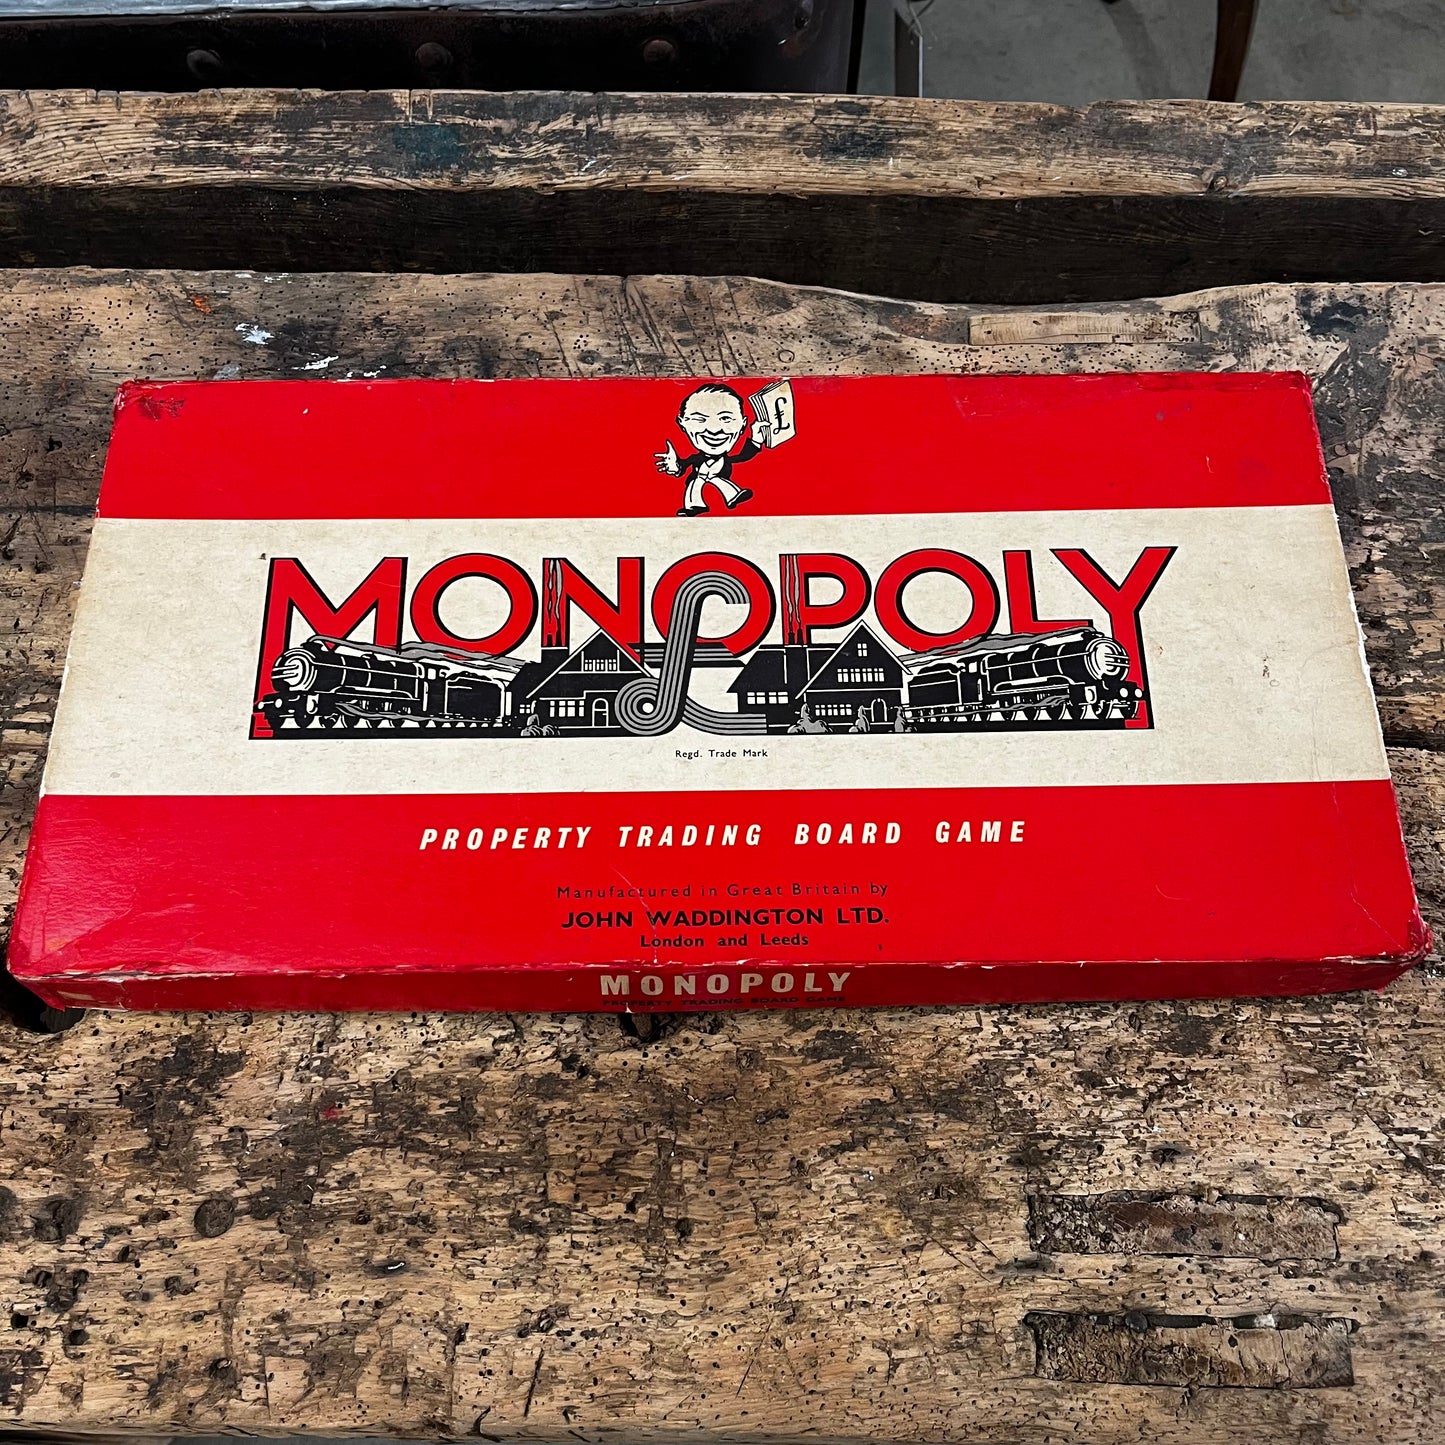 £
MONOPOLY
Regd. Trade Mark
PROPERTY TRADING BOARD GAME
Manufactured in Great Britain by
JOHN WADDINGTON LTD.
London and Leeds
MONOPOLY
PROPERTY TRADING BOARD GAME